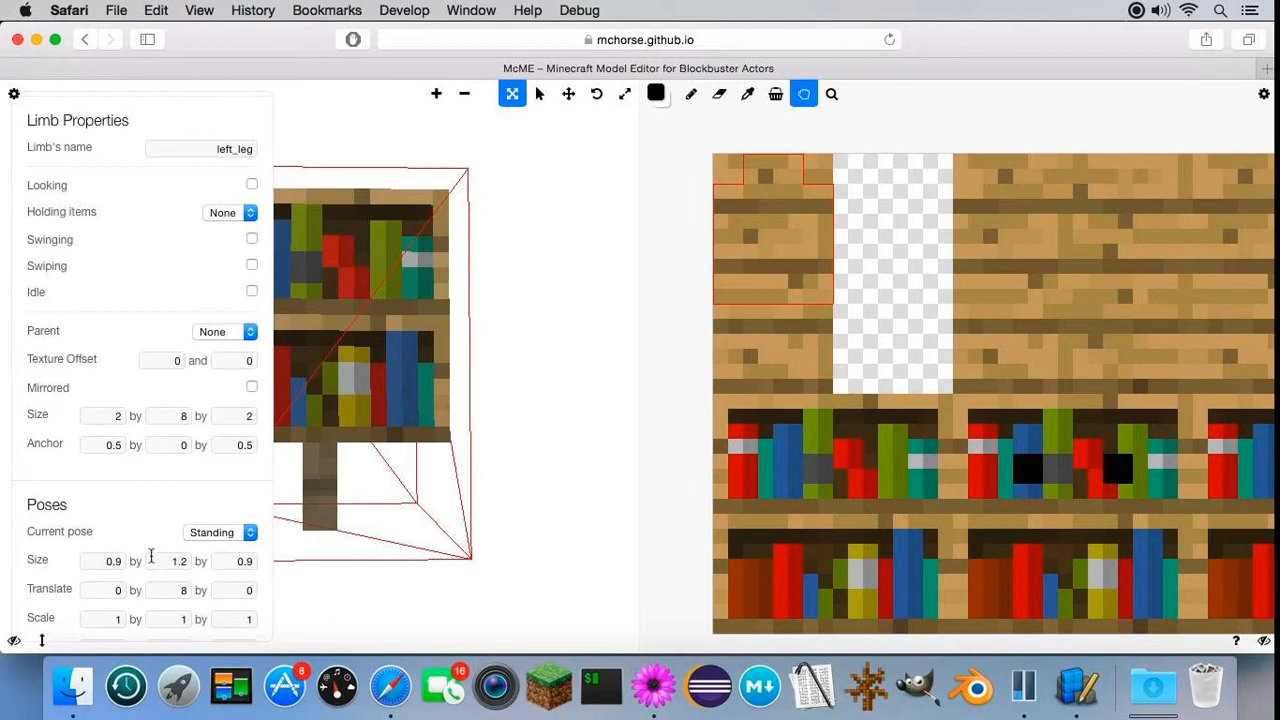 Safari File Edit View History Bookmarks Develop Window Help Debug
mchorse.github.io
McME – Minecraft Model Editor for Blockbuster Actors
Limb Properties
Limb's name left_leg
Looking
Holding items None
Swinging
Swiping
Idle
Parent None
Texture Offset 0 and 0
Mirrored
Size 2 by 8 by 2
Anchor 0.5 by 0 by 0.5
Poses
Current pose Standing
Size 0.9 by 1.2 by 0.9
Translate 0 by 8 by 0
Scale 1 by 1 by 1
?
8
16
$
M